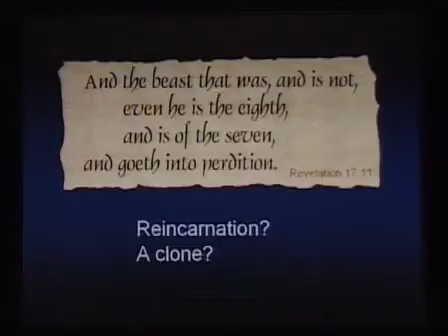 And the beast that was, and is not,
even he is the eighth,
and is of the seven,
and goeth into perdition.
Revelation 17:11
Reincarnation?
A clone?